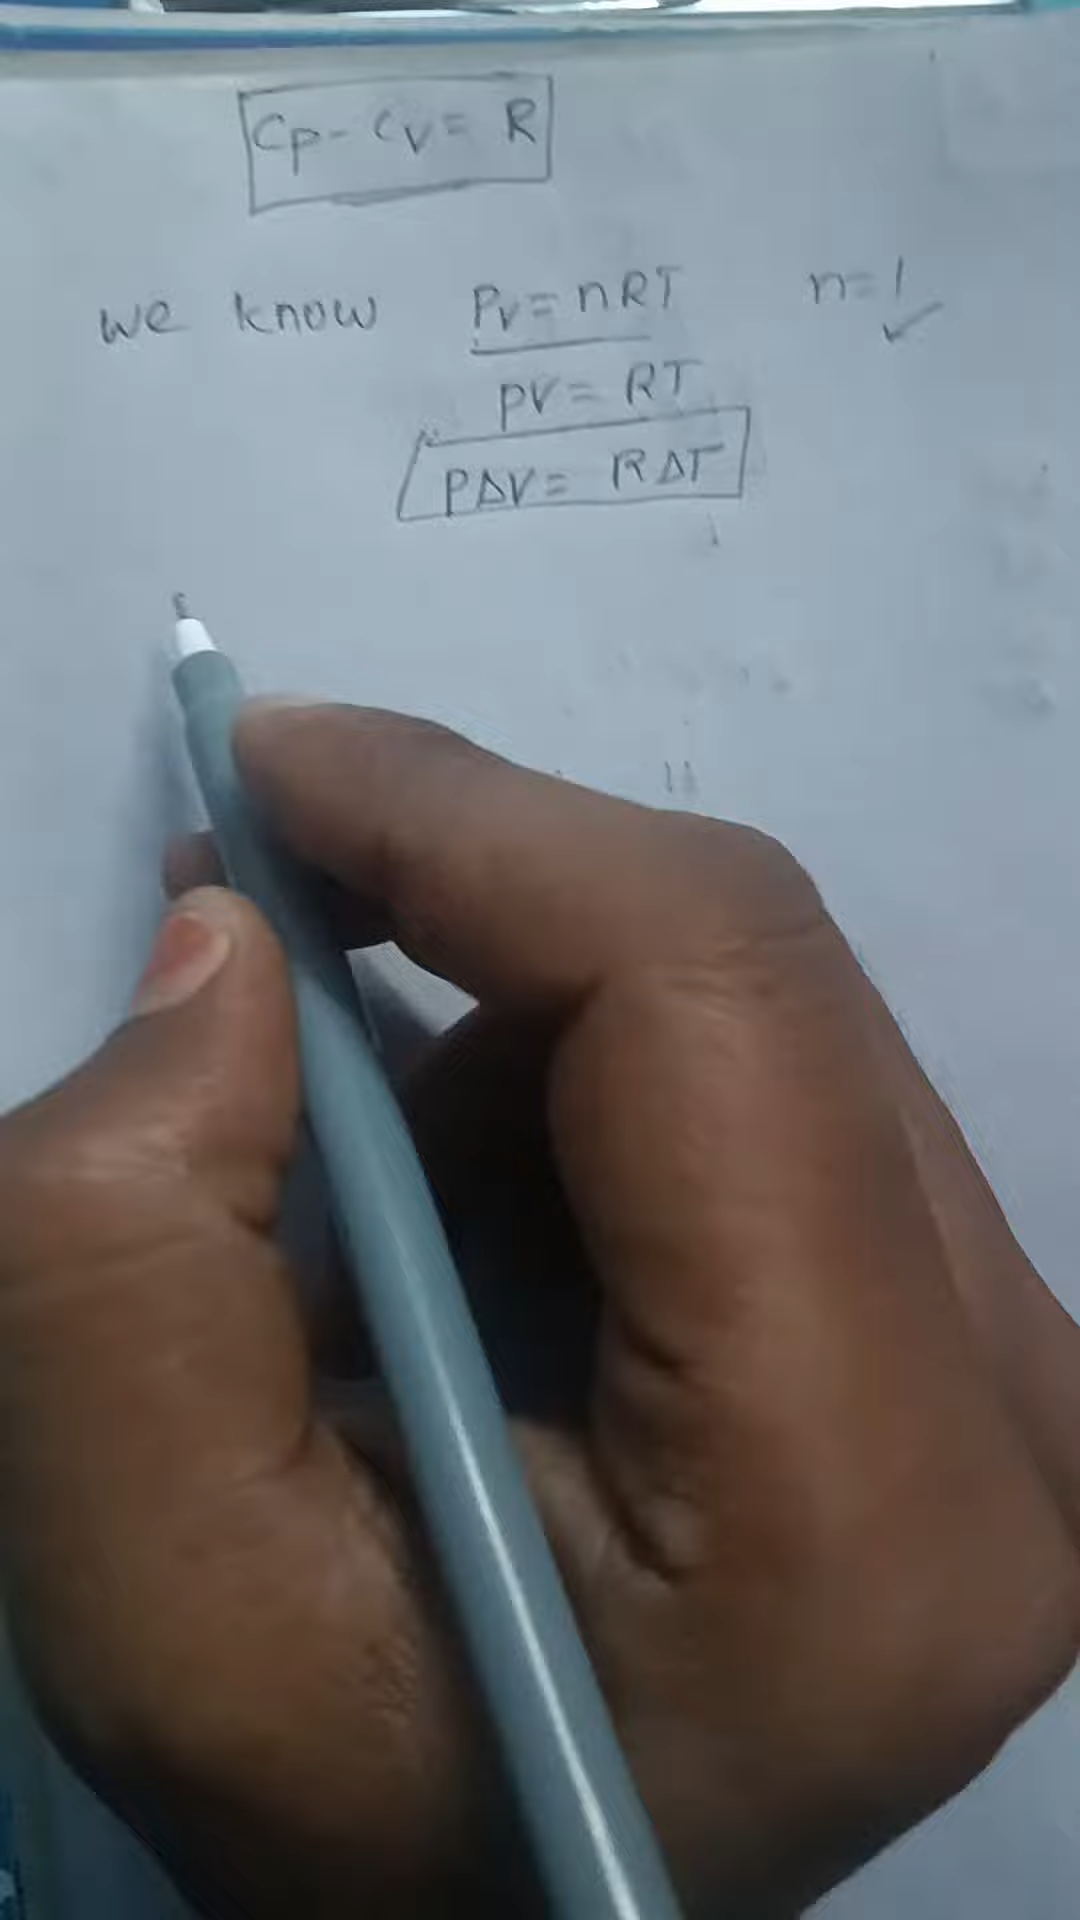 Cp - Cv = R
we know Pv = nRT n=1 ✓
PV = RT
PΔV = RΔT